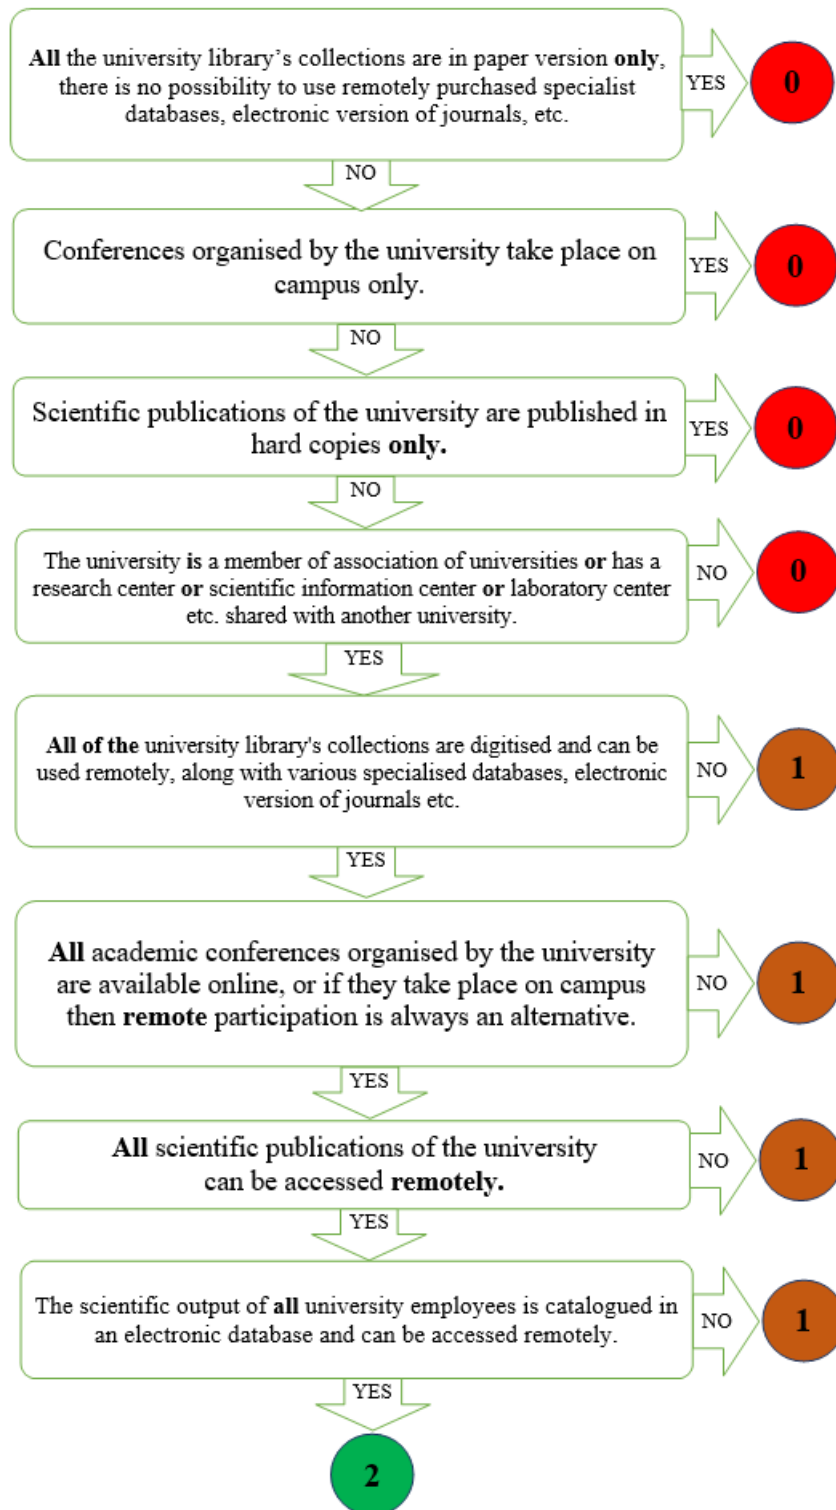 All the university library’s collections are in paper version only,
there is no possibility to use remotely purchased specialist
databases, electronic version of journals, etc.
YES
0
NO
Conferences organised by the university take place on
campus only.
YES
0
NO
Scientific publications of the university are published in
hard copies only.
YES
0
NO
The university is a member of association of universities or has a
research center or scientific information center or laboratory center
etc. shared with another university.
NO
0
YES
All of the university library's collections are digitised and can be
used remotely, along with various specialised databases, electronic
version of journals etc.
NO
1
YES
All academic conferences organised by the university
are available online, or if they take place on campus
then remote participation is always an alternative.
NO
1
YES
All scientific publications of the university
can be accessed remotely.
NO
1
YES
The scientific output of all university employees is catalogued in
an electronic database and can be accessed remotely.
NO
1
YES
2